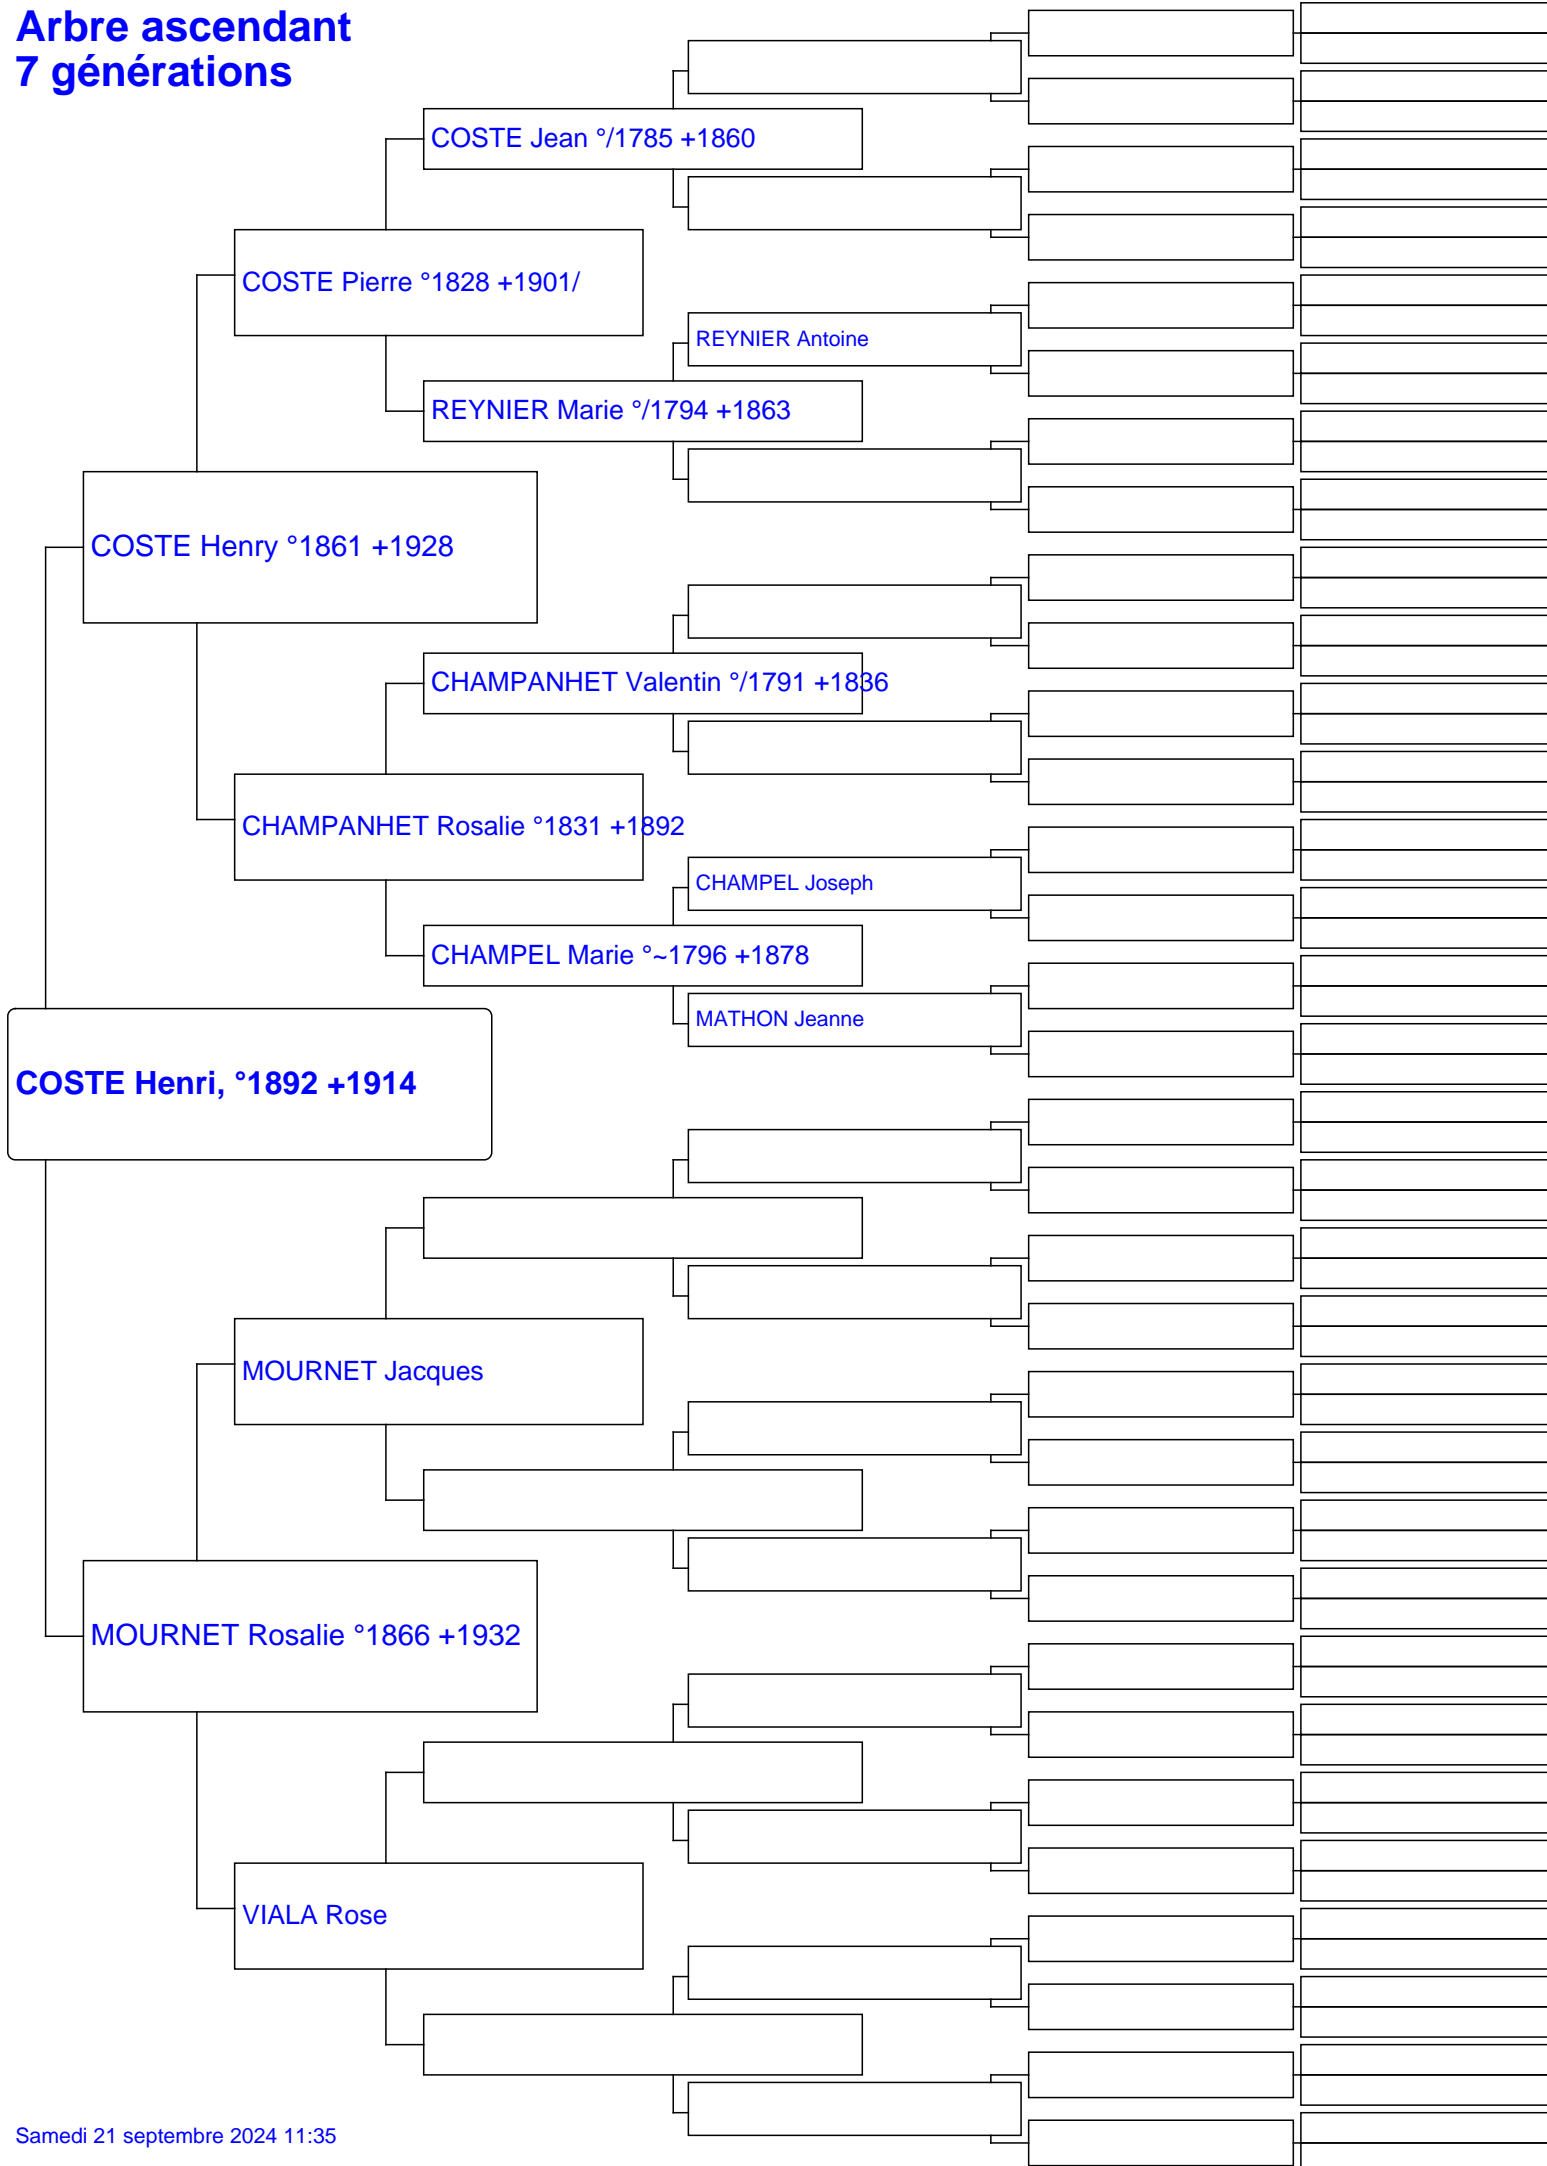 Arbre ascendant
7 générations
COSTE Jean °/1785 +1860
COSTE Pierre °1828 +1901/
REYNIER Antoine
REYNIER Marie °/1794 +1863
COSTE Henry °1861 +1928
CHAMPANHET Valentin °/1791 +1836
CHAMPANHET Rosalie °1831 +1892
CHAMPEL Joseph
CHAMPEL Marie °~1796 +1878
MATHON Jeanne
COSTE Henri, °1892 +1914
MOURNET Jacques
MOURNET Rosalie °1866 +1932
VIALA Rose
Samedi 21 septembre 2024 11:35